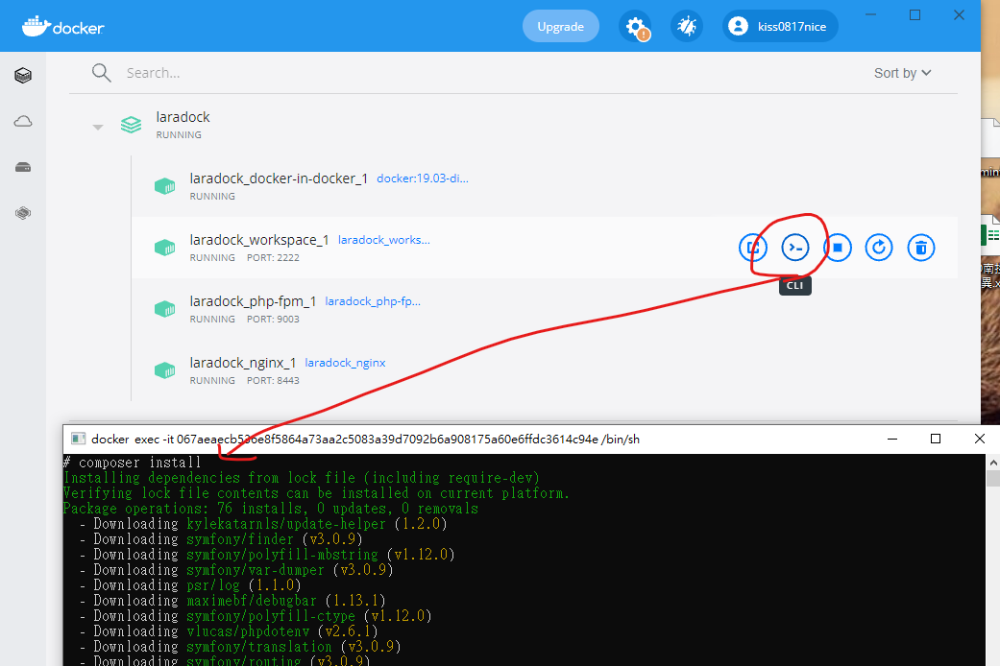 docker
Upgrade
kiss0817nice
Search...
Sort by
laradock
RUNNING
laradock_docker-in-docker_1 docker:19.03-di...
RUNNING
laradock_workspace_1 laradock_works...
RUNNING PORT: 2222
CLI
laradock_php-fpm_1 laradock_php-fp...
RUNNING PORT: 9003
laradock_nginx_1 laradock_nginx
RUNNING PORT: 8443
docker exec -it 067aeaecb536e8f5864a73aa2c5083a39d7092b6a908175a60e6ffdc3614c94e /bin/sh
# composer install
Installing dependencies from lock file (including require-dev)
Verifying lock file contents can be installed on current platform.
Package operations: 76 installs, 0 updates, 0 removals
- Downloading kylekatarnls/update-helper (1.2.0)
- Downloading symfony/finder (v3.0.9)
- Downloading symfony/polyfill-mbstring (v1.12.0)
- Downloading symfony/var-dumper (v3.0.9)
- Downloading psr/log (1.1.0)
- Downloading maximebf/debugbar (1.13.1)
- Downloading symfony/polyfill-ctype (v1.12.0)
- Downloading vlucas/phpdotenv (v2.6.1)
- Downloading symfony/translation (v3.0.9)
- Downloading symfony/routing (v3.0.9)